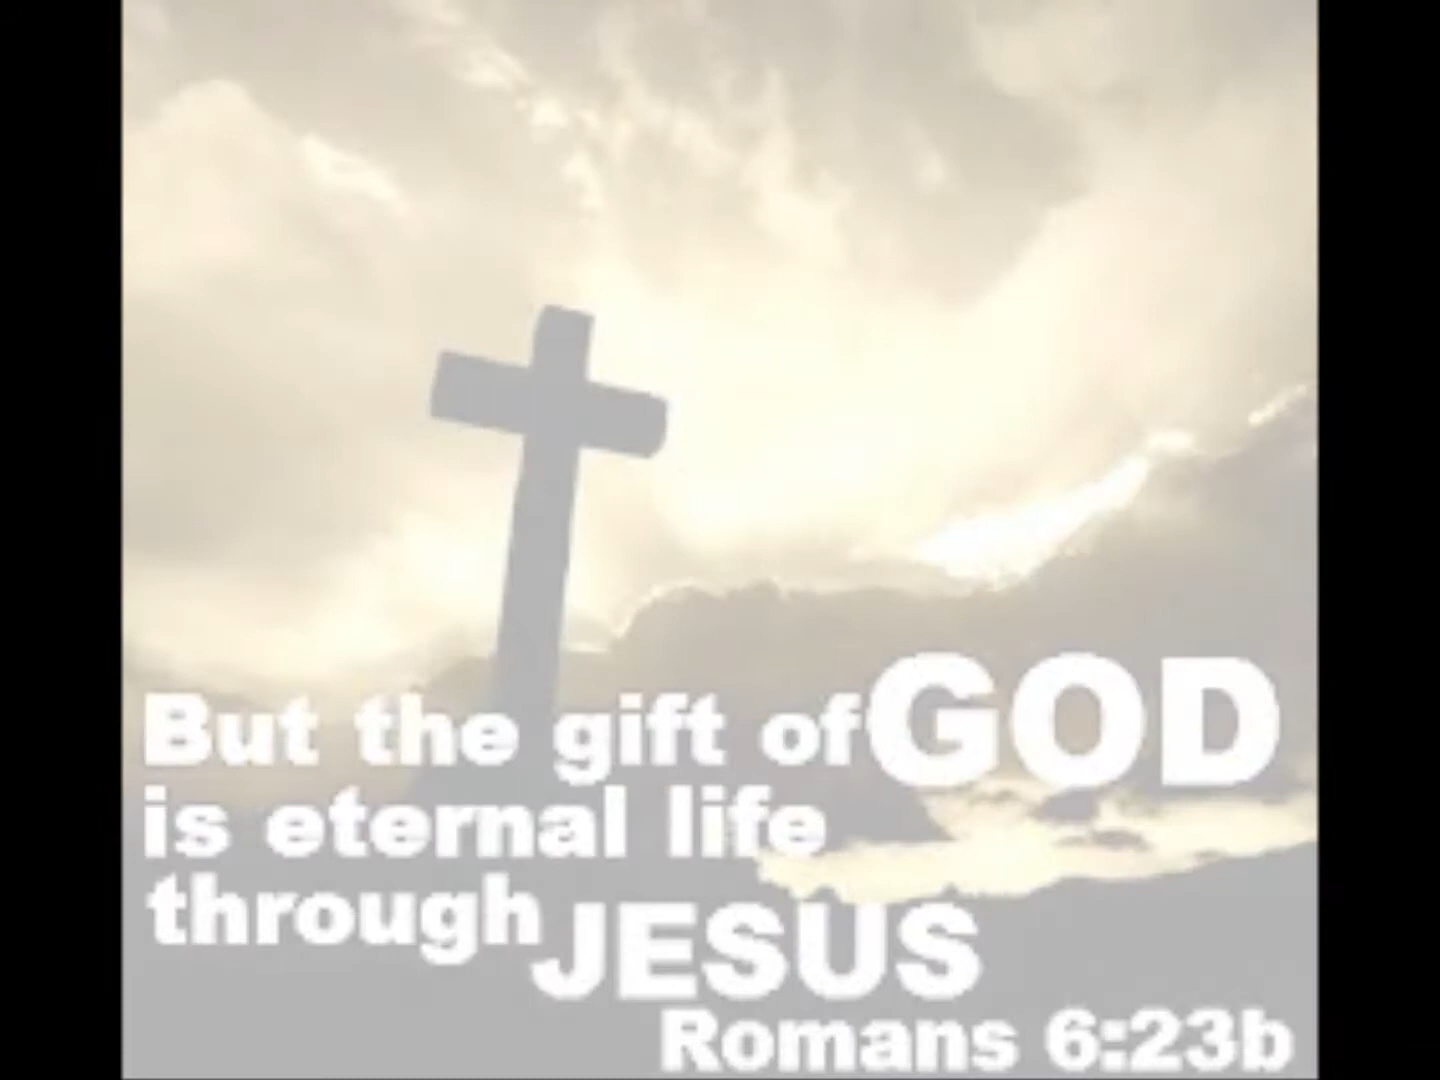 But the gift of GOD
is eternal life
through JESUS
Romans 6:23b